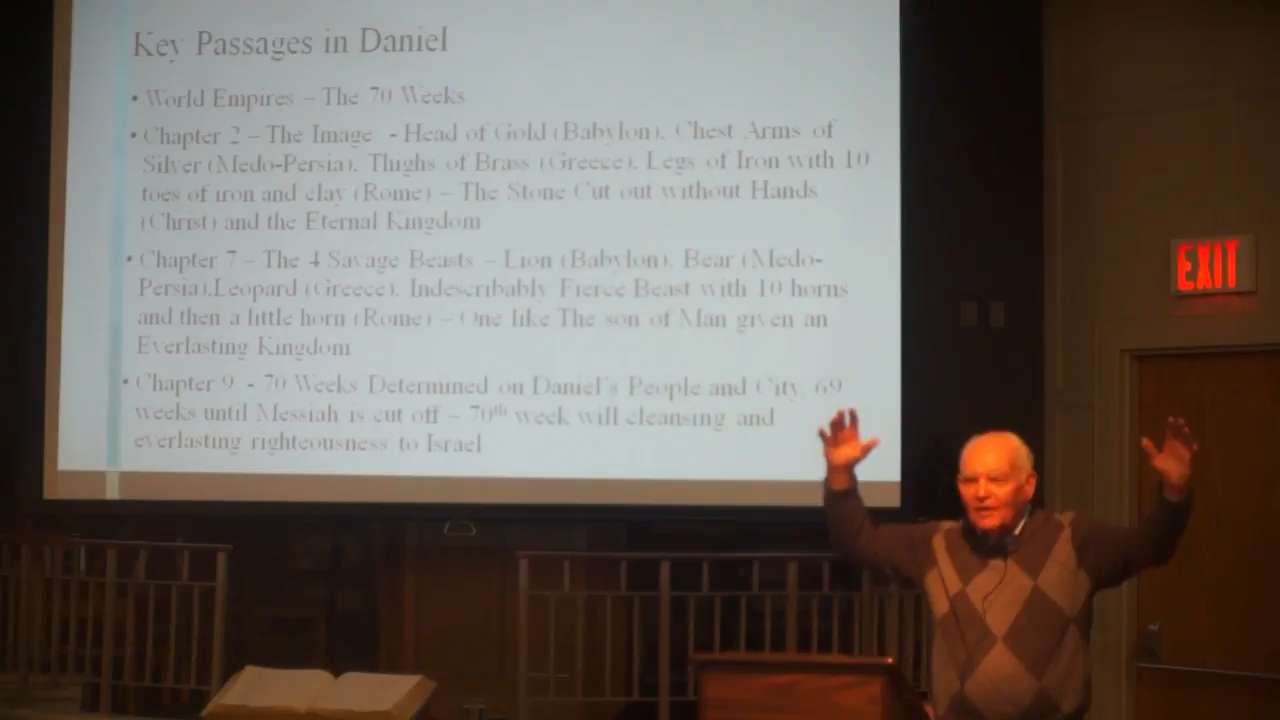 Key Passages in Daniel
• World Empires – The 70 Weeks
• Chapter 2 – The Image - Head of Gold (Babylon), Chest Arms of
Silver (Medo-Persia), Thighs of Brass (Greece), Legs of Iron with 10
toes of iron and clay (Rome) – The Stone Cut out without Hands
(Christ) and the Eternal Kingdom
• Chapter 7 – The 4 Savage Beasts – Lion (Babylon), Bear (Medo-
Persia),Leopard (Greece), Indescribably Fierce Beast with 10 horns
and then a little horn (Rome) – One like The son of Man given an
Everlasting Kingdom
• Chapter 9 - 70 Weeks Determined on Daniel's People and City, 69
weeks until Messiah is cut off – 70th week will cleansing and
everlasting righteousness to Israel
EXIT